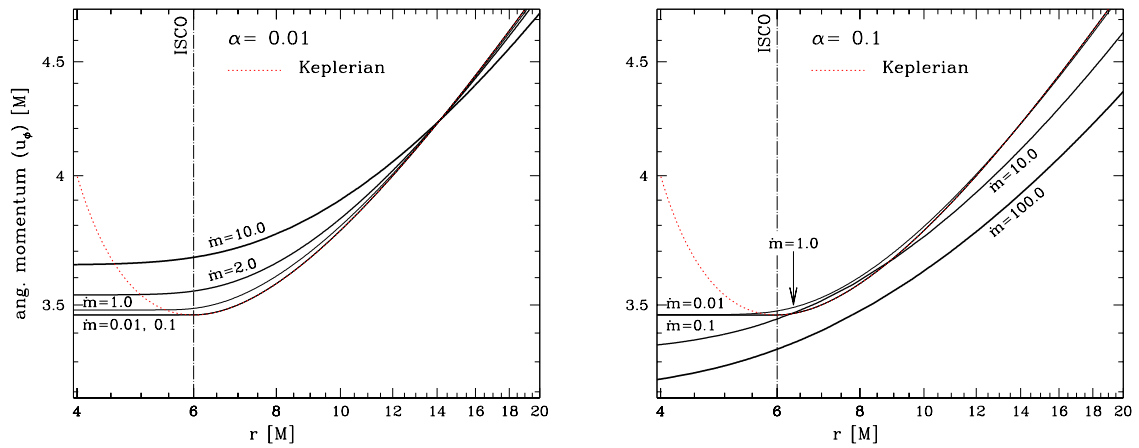 ang. momentum (u_ϕ) [M]
4.5
4
3.5
ISCO
α= 0.01
Keplerian
ṁ=10.0
ṁ=2.0
ṁ=1.0
ṁ=0.01, 0.1
4
6
8
10
12
14
16
18
20
r [M]
4.5
4
3.5
ISCO
α= 0.1
Keplerian
ṁ=10.0
ṁ=100.0
ṁ=1.0
ṁ=0.01
ṁ=0.1
4
6
8
10
12
14
16
18
20
r [M]